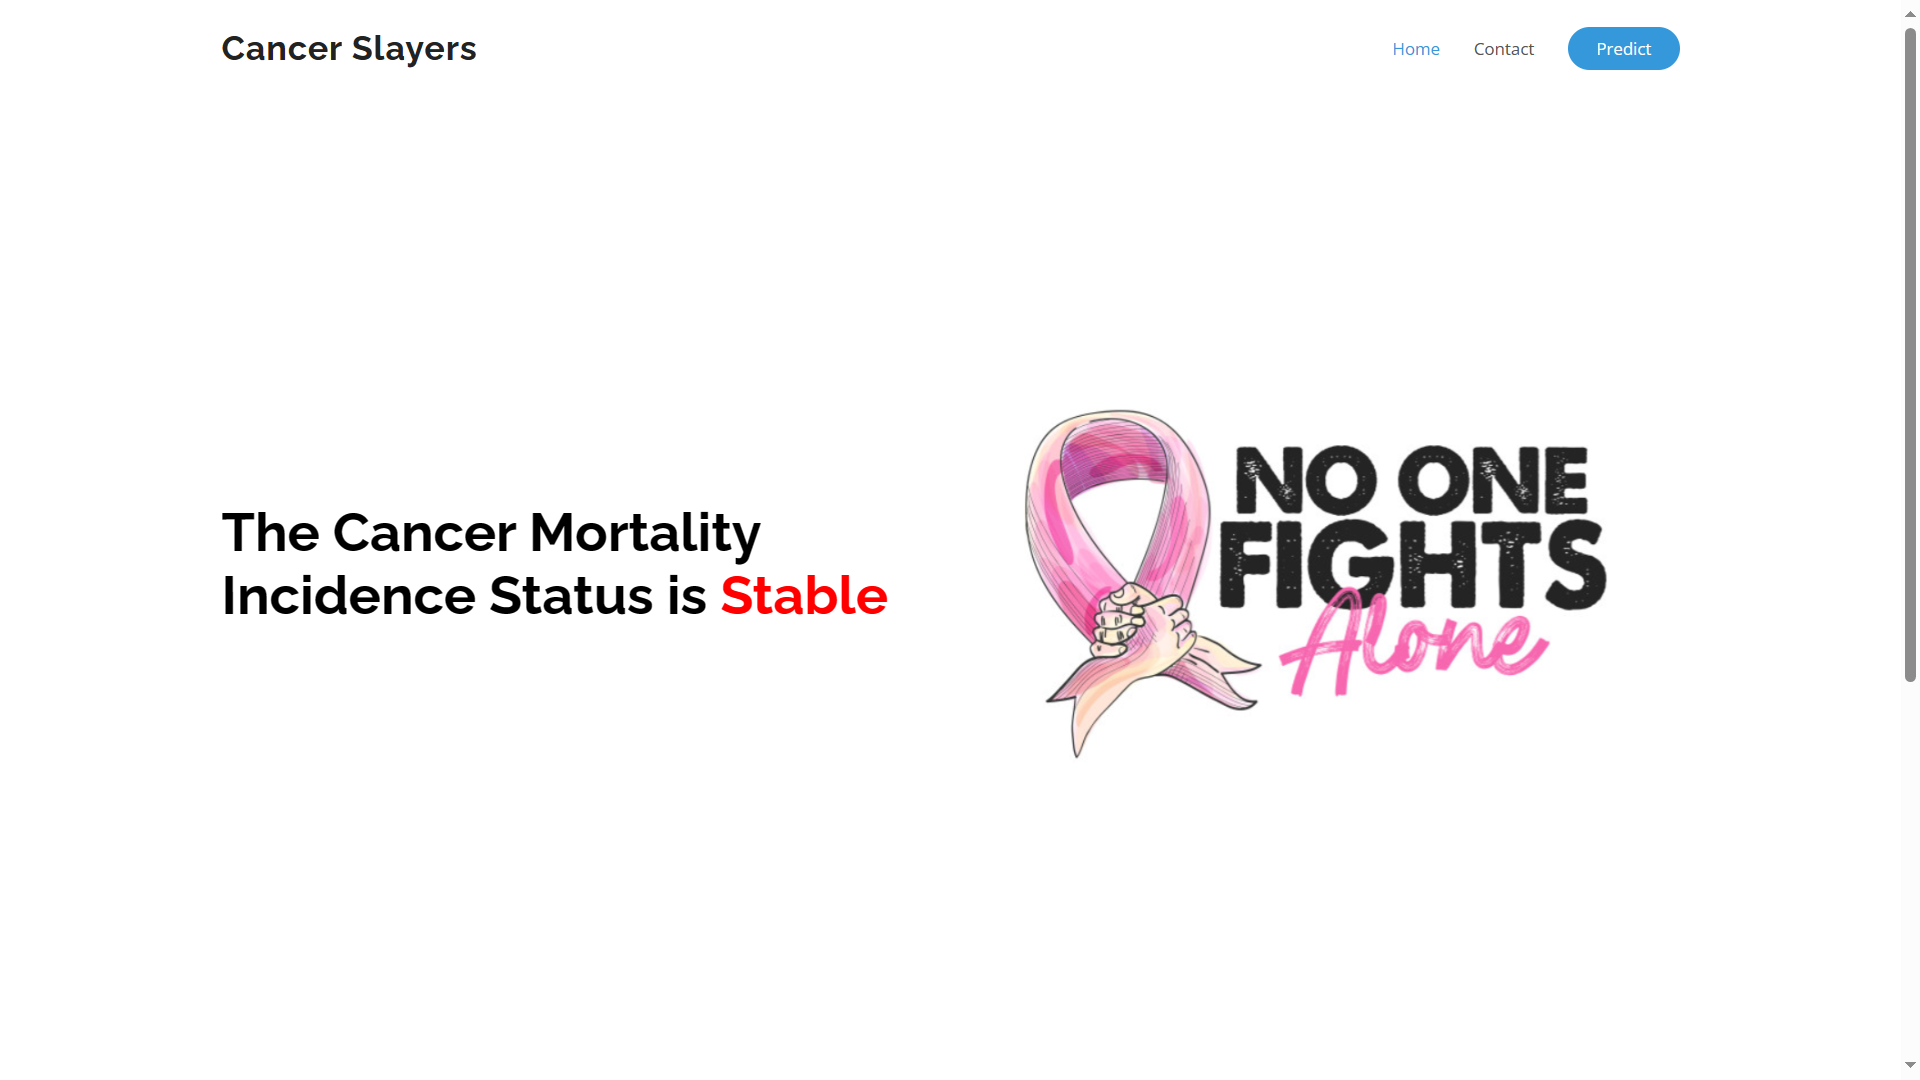 Cancer Slayers
Home
Contact
Predict
The Cancer Mortality
Incidence Status is Stable
NO ONE
FIGHTS
Alone